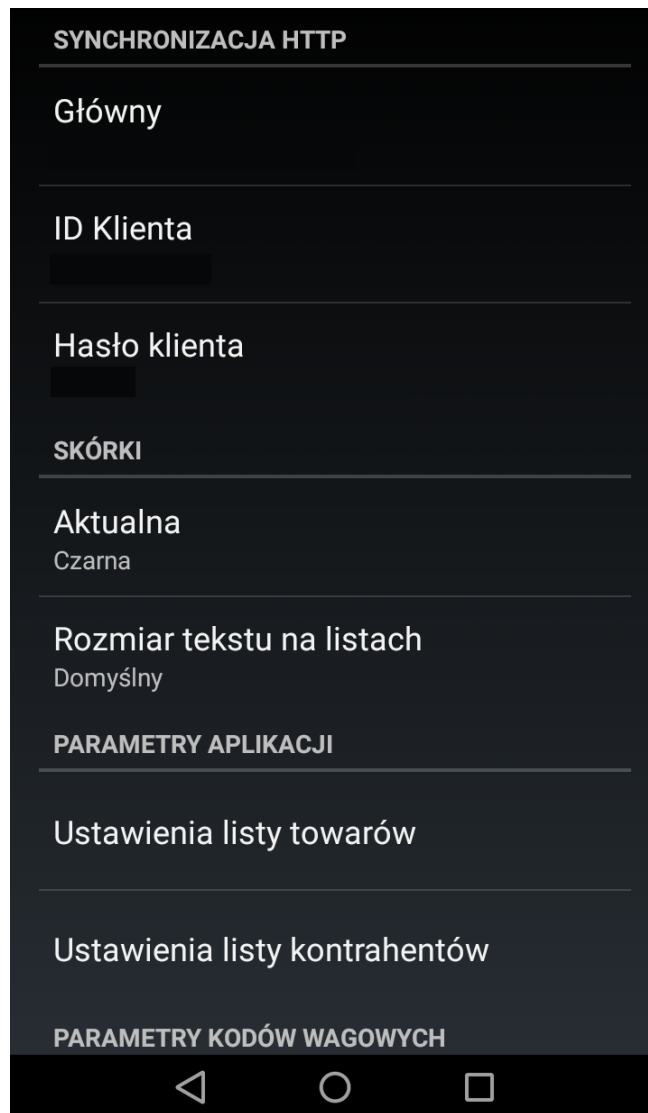 SYNCHRONIZACJA HTTP
Główny
ID Klienta
Hasło klienta
SKÓRKI
Aktualna
Czarna
Rozmiar tekstu na listach
Domyślny
PARAMETRY APLIKACJI
Ustawienia listy towarów
Ustawienia listy kontrahentów
PARAMETRY KODÓW WAGOWYCH